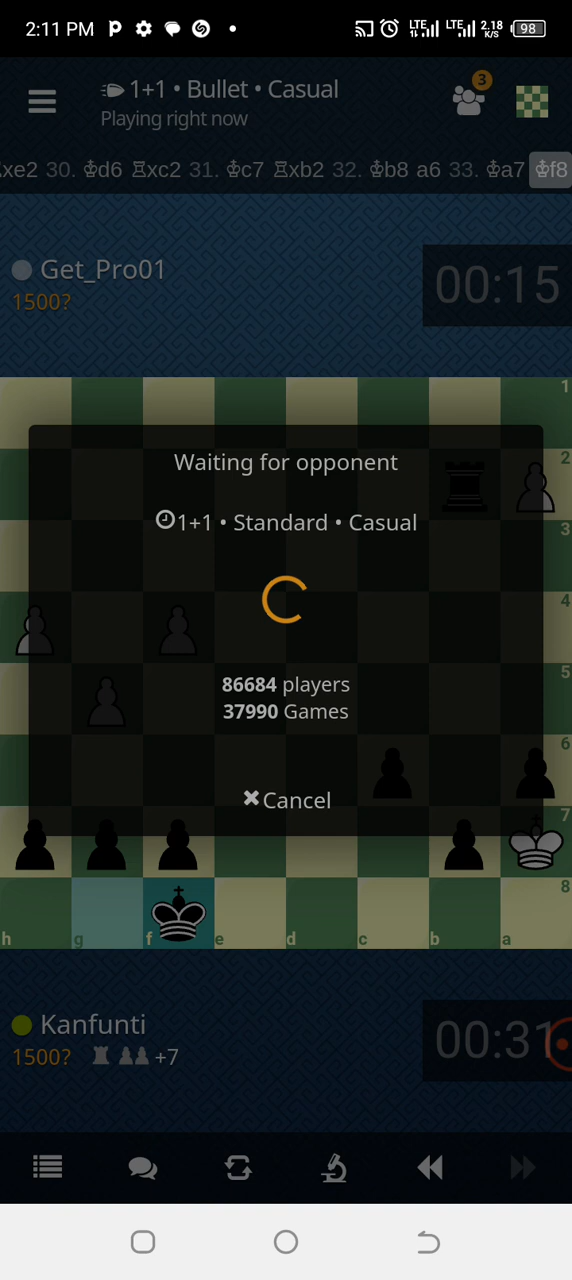 2:11 PM LTE LTE 2.18 K/S 98
1+1 • Bullet • Casual 3
Playing right now
xe2 30. ♔d6 ♖xc2 31. ♔c7 ♖xb2 32. ♔b8 a6 33. ♔a7 ♔f8
Get_Pro01
1500?
00:15
1
Waiting for opponent
2
1+1 • Standard • Casual
3
4
86684 players
5
37990 Games
6
Cancel
7
8
h g f e d c b a
Kanfunti
1500? +7
00:31